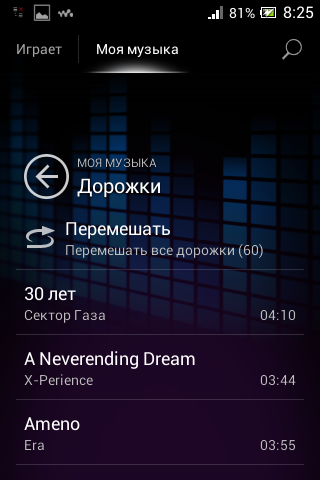 81% 8:25
Играет Моя музыка
МОЯ МУЗЫКА
Дорожки
Перемешать
Перемешать все дорожки (60)
30 лет
Сектор Газа 04:10
A Neverending Dream
X-Perience 03:44
Ameno
Era 03:55